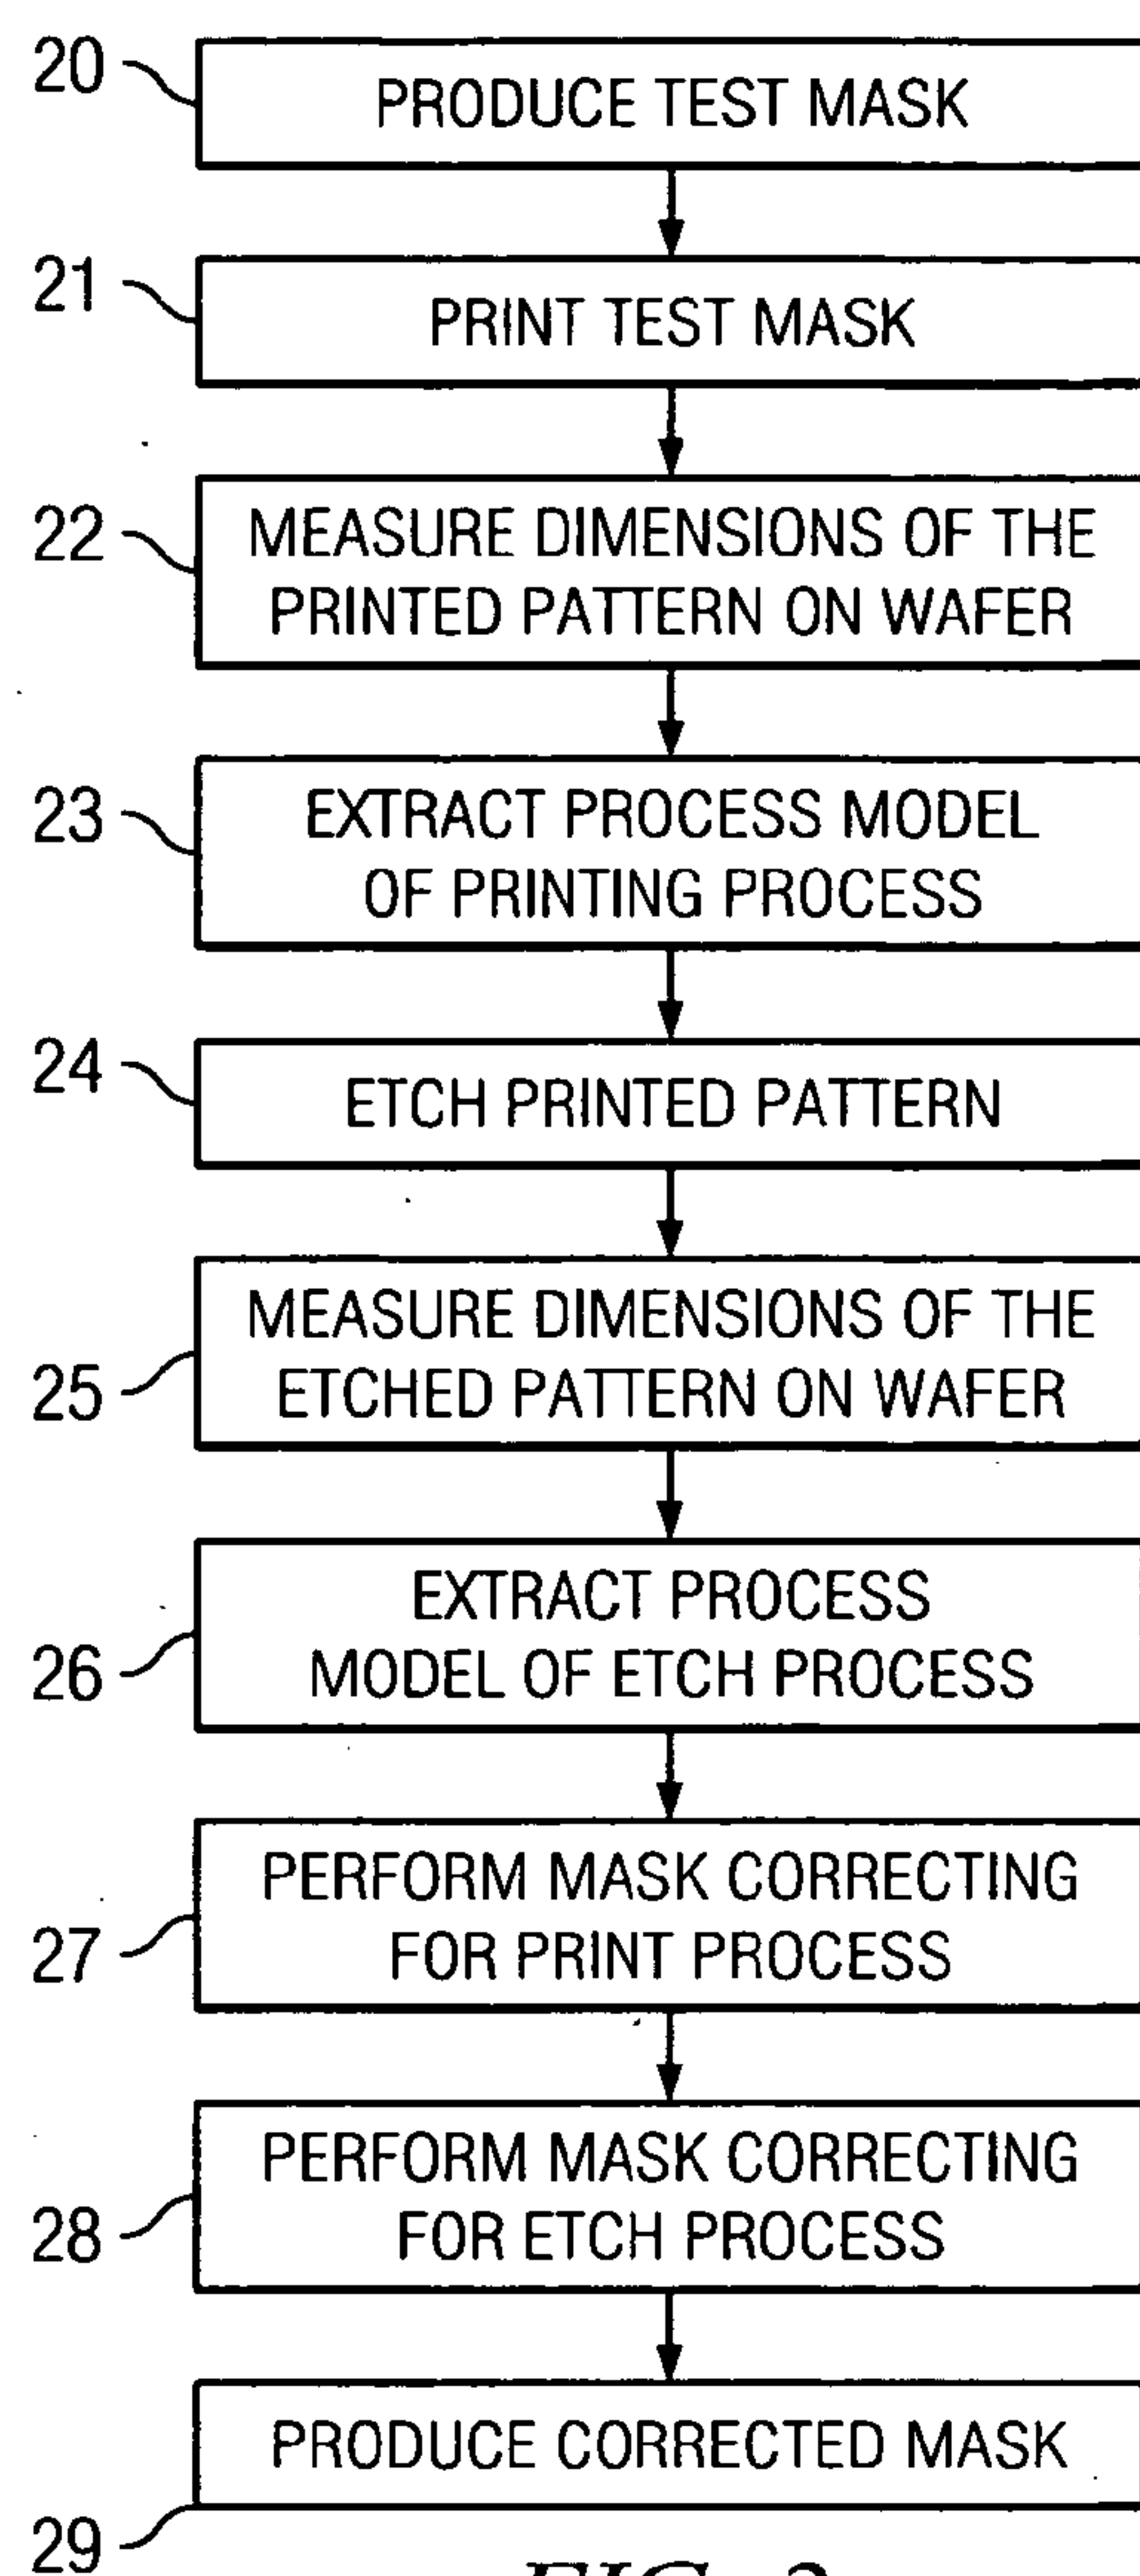 20
PRODUCE TEST MASK
21
PRINT TEST MASK
22
MEASURE DIMENSIONS OF THE
PRINTED PATTERN ON WAFER
23
EXTRACT PROCESS MODEL
OF PRINTING PROCESS
24
ETCH PRINTED PATTERN
MEASURE DIMENSIONS OF THE
ETCHED PATTERN ON WAFER
25
EXTRACT PROCESS
MODEL OF ETCH PROCESS
26
PERFORM MASK CORRECTING
FOR PRINT PROCESS
27
PERFORM MASK CORRECTING
FOR ETCH PROCESS
28
PRODUCE CORRECTED MASK
29